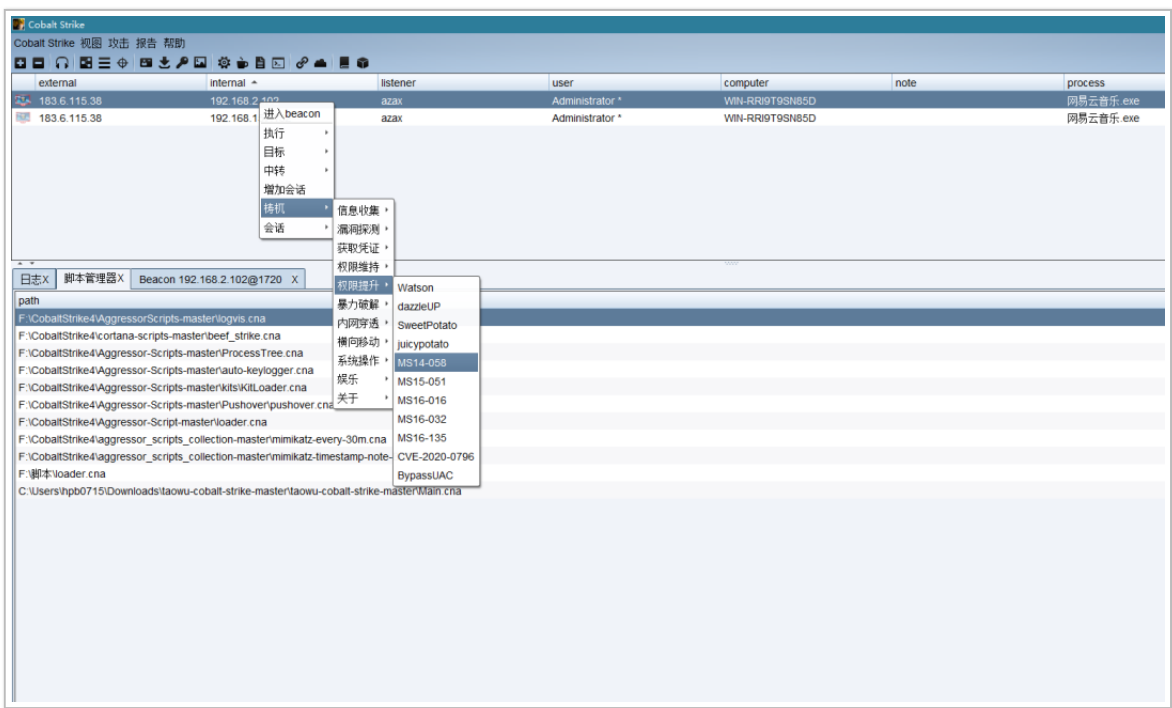 Cobalt Strike
Cobalt Strike 视图 攻击 报告 帮助
external internal listener user computer note process
183.6.115.38 192.168.2.102 azax Administrator * WIN-RRI9T9SN85D 网易云音乐.exe
183.6.115.38 192.168.1 azax Administrator * WIN-RRI9T9SN85D 网易云音乐.exe
进入beacon
执行
目标
中转
增加会话
梼杌
会话
信息收集
漏洞探测
获取凭证
权限维持
权限提升
暴力破解
内网穿透
横向移动
系统操作
娱乐
关于
Watson
dazzleUP
SweetPotato
juicypotato
MS14-058
MS15-051
MS16-016
MS16-032
MS16-135
CVE-2020-0796
BypassUAC
日志X 脚本管理器X Beacon 192.168.2.102@1720 X
path
F:\CobaltStrike4\AggressorScripts-master\logvis.cna
F:\CobaltStrike4\cortana-scripts-master\beef_strike.cna
F:\CobaltStrike4\Aggressor-Scripts-master\ProcessTree.cna
F:\CobaltStrike4\Aggressor-Scripts-master\auto-keylogger.cna
F:\CobaltStrike4\Aggressor-Scripts-master\kits\KitLoader.cna
F:\CobaltStrike4\Aggressor-Scripts-master\Pushover\pushover.cna
F:\CobaltStrike4\Aggressor-Script-master\loader.cna
F:\CobaltStrike4\aggressor_scripts_collection-master\mimikatz-every-30m.cna
F:\CobaltStrike4\aggressor_scripts_collection-master\mimikatz-timestamp-note-
F:\脚本\loader.cna
C:\Users\hpb0715\Downloads\taowu-cobalt-strike-master\taowu-cobalt-strike-master\Main.cna